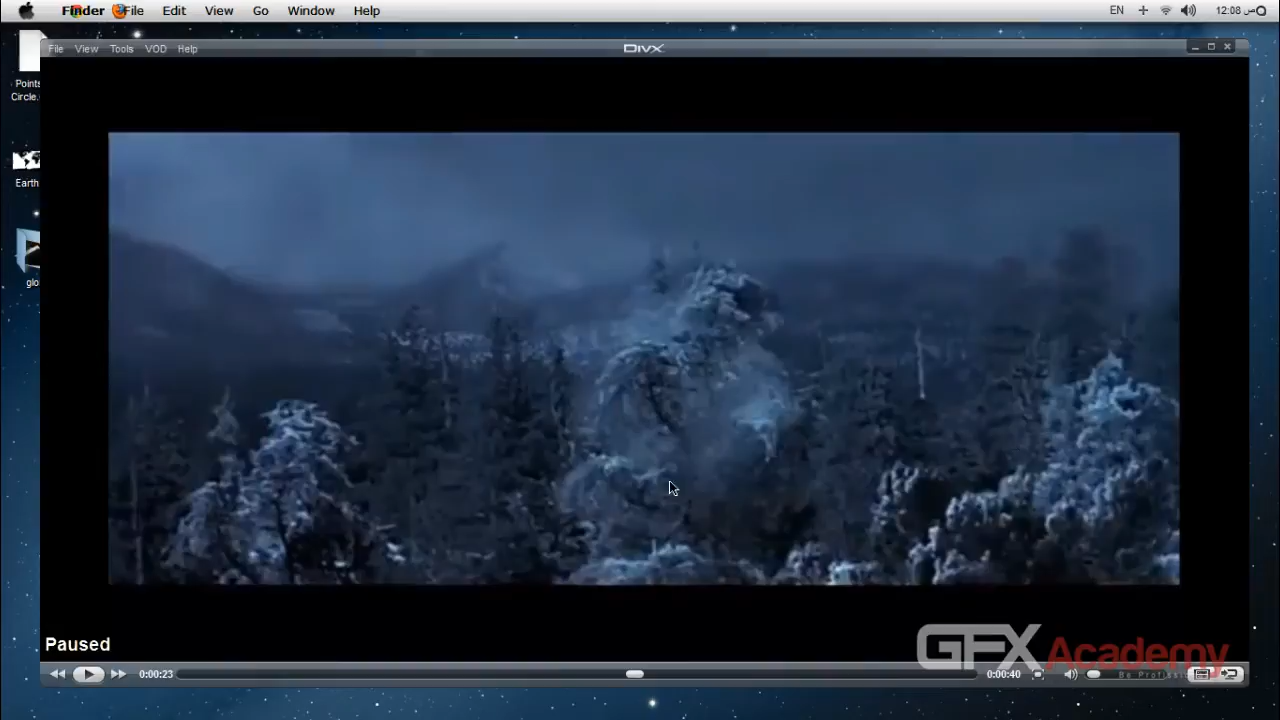 Finder File Edit View Go Window Help EN 12:08 ص
File View Tools VOD Help DIVX
Points
Circle.
Earth
glo
Paused
GFX Academy
0:00:23 0:00:40